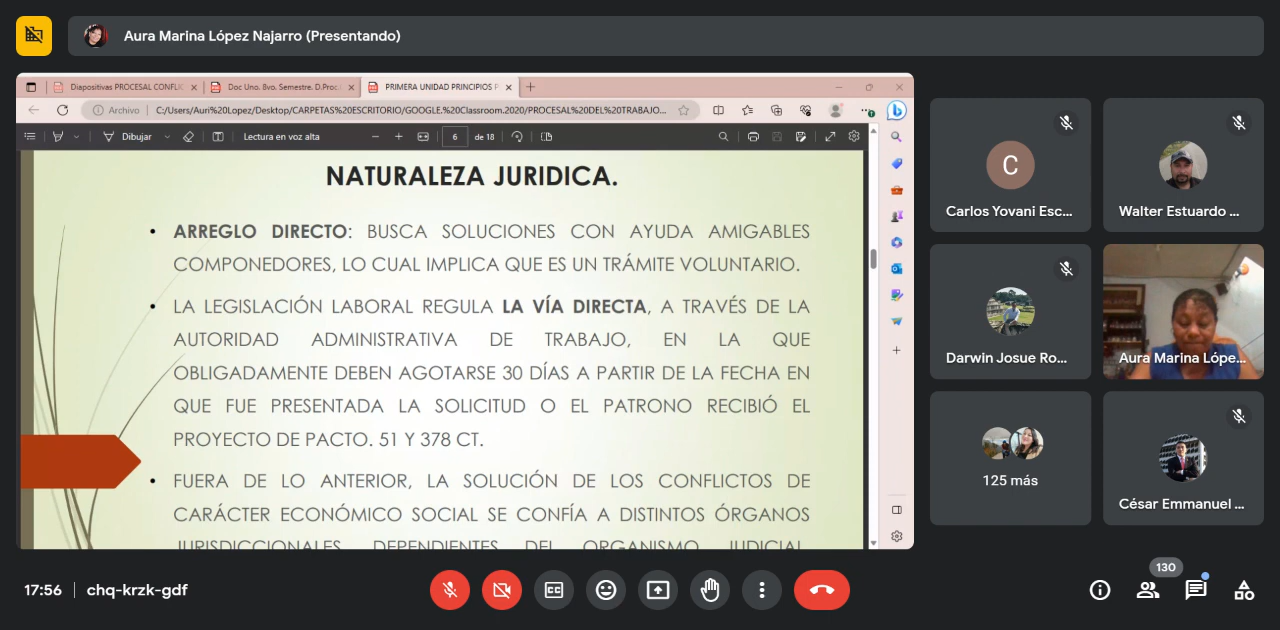 Aura Marina López Najarro (Presentando)
Diapositivas PROCESAL CONFLIC
Doc Uno. 8vo. Semestre. D.Proc
PRIMERA UNIDAD PRINCIPIOS P
Archivo
C:/Users/Auri%20Lopez/Desktop/CARPETAS%20ESCRITORIO/GOOGLE.%20Classroom.2020/PROCESAL%20DEL%20TRABAJO...
Dibujar
Lectura en voz alta
6 de 18
NATURALEZA JURIDICA.
• ARREGLO DIRECTO: BUSCA SOLUCIONES CON AYUDA AMIGABLES
COMPONEDORES, LO CUAL IMPLICA QUE ES UN TRÁMITE VOLUNTARIO.
• LA LEGISLACIÓN LABORAL REGULA LA VÍA DIRECTA, A TRAVÉS DE LA
AUTORIDAD ADMINISTRATIVA DE TRABAJO, EN LA QUE
OBLIGADAMENTE DEBEN AGOTARSE 30 DÍAS A PARTIR DE LA FECHA EN
QUE FUE PRESENTADA LA SOLICITUD O EL PATRONO RECIBIÓ EL
PROYECTO DE PACTO. 51 Y 378 CT.
• FUERA DE LO ANTERIOR, LA SOLUCIÓN DE LOS CONFLICTOS DE
CARÁCTER ECONÓMICO SOCIAL SE CONFÍA A DISTINTOS ÓRGANOS
JURISDICCIONALES DEPENDIENTES DEL ORGANISMO JUDICIAL
C
Carlos Yovani Esc...
Walter Estuardo ...
Darwin Josue Ro...
Aura Marina Lópe...
125 más
César Emmanuel ...
17:56
chq-krzk-gdf
130